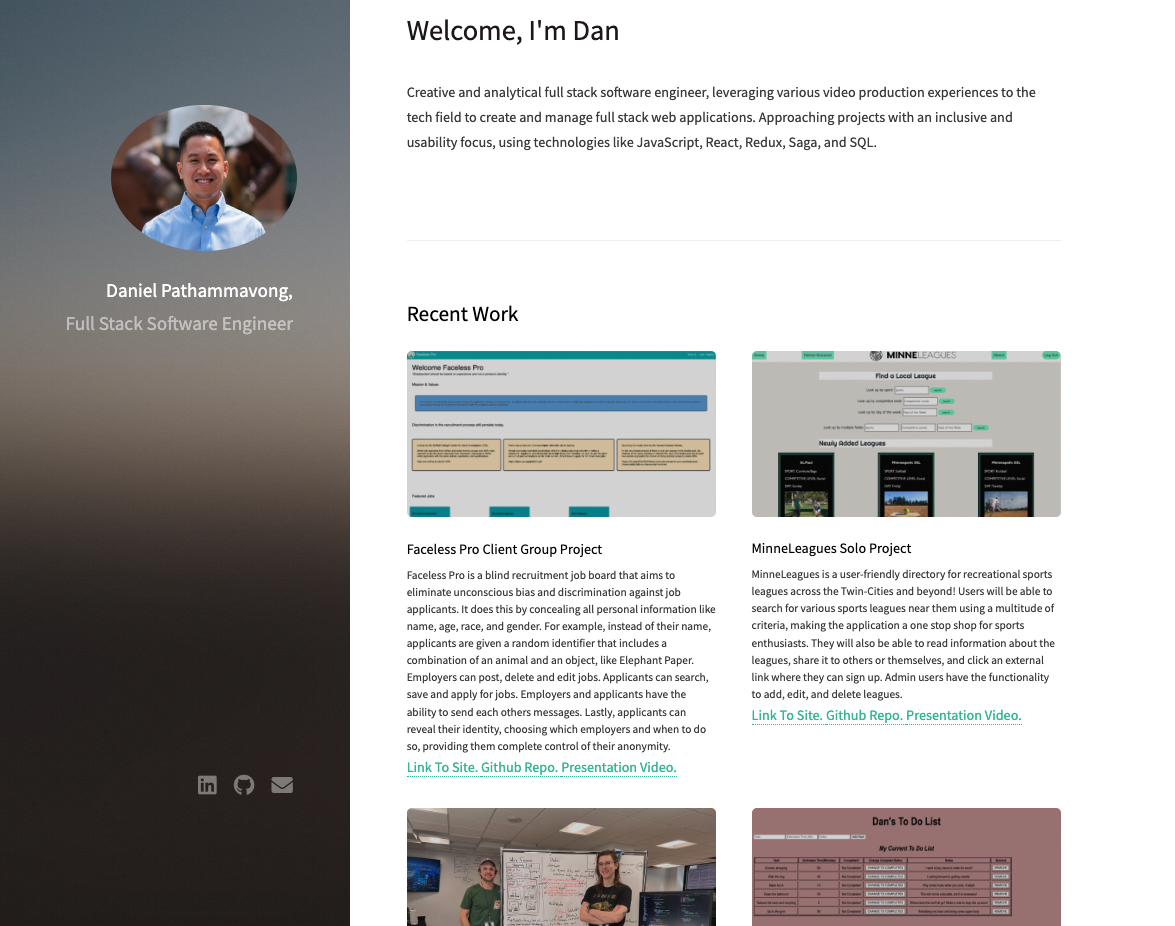 Welcome, I'm Dan
Creative and analytical full stack software engineer, leveraging various video production experiences to the
tech field to create and manage full stack web applications. Approaching projects with an inclusive and
usability focus, using technologies like JavaScript, React, Redux, Saga, and SQL.
Daniel Pathammavong,
Full Stack Software Engineer
Recent Work
Faceless Pro
Welcome Faceless Pro
Mission & Values
Discrimination in the recruitment process still persists today.
Featured Jobs
MINNELEAGUES
Find a Local League
Newly Added Leagues
Faceless Pro Client Group Project
Faceless Pro is a blind recruitment job board that aims to
eliminate unconscious bias and discrimination against job
applicants. It does this by concealing all personal information like
name, age, race, and gender. For example, instead of their name,
applicants are given a random identifier that includes a
combination of an animal and an object, like Elephant Paper.
Employers can post, delete and edit jobs. Applicants can search,
save and apply for jobs. Employers and applicants have the
ability to send each others messages. Lastly, applicants can
reveal their identity, choosing which employers and when to do
so, providing them complete control of their anonymity.
Link To Site. Github Repo. Presentation Video.
MinneLeagues Solo Project
MinneLeagues is a user-friendly directory for recreational sports
leagues across the Twin-Cities and beyond! Users will be able to
search for various sports leagues near them using a multitude of
criteria, making the application a one stop shop for sports
enthusiasts. They will also be able to read information about the
leagues, share it to others or themselves, and click an external
link where they can sign up. Admin users have the functionality
to add, edit, and delete leagues.
Link To Site. Github Repo. Presentation Video.
Dan's To Do List
My Current To Do List